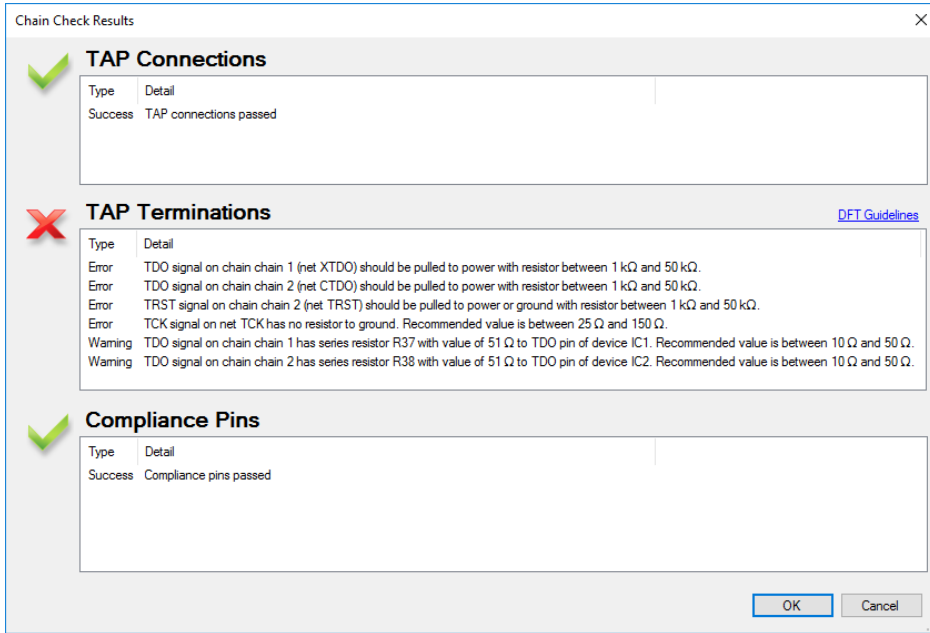 Chain Check Results
TAP Connections
Type Detail
Success TAP connections passed
TAP Terminations
DFT Guidelines
Type Detail
Error TDO signal on chain chain 1 (net XTDO) should be pulled to power with resistor between 1 kΩ and 50 kΩ.
Error TDO signal on chain chain 2 (net CTDO) should be pulled to power with resistor between 1 kΩ and 50 kΩ.
Error TRST signal on chain chain 2 (net TRST) should be pulled to power or ground with resistor between 1 kΩ and 50 kΩ.
Error TCK signal on net TCK has no resistor to ground. Recommended value is between 25 Ω and 150 Ω.
Warning TDO signal on chain chain 1 has series resistor R37 with value of 51 Ω to TDO pin of device IC1. Recommended value is between 10 Ω and 50 Ω.
Warning TDO signal on chain chain 2 has series resistor R38 with value of 51 Ω to TDO pin of device IC2. Recommended value is between 10 Ω and 50 Ω.
Compliance Pins
Type Detail
Success Compliance pins passed
OK Cancel